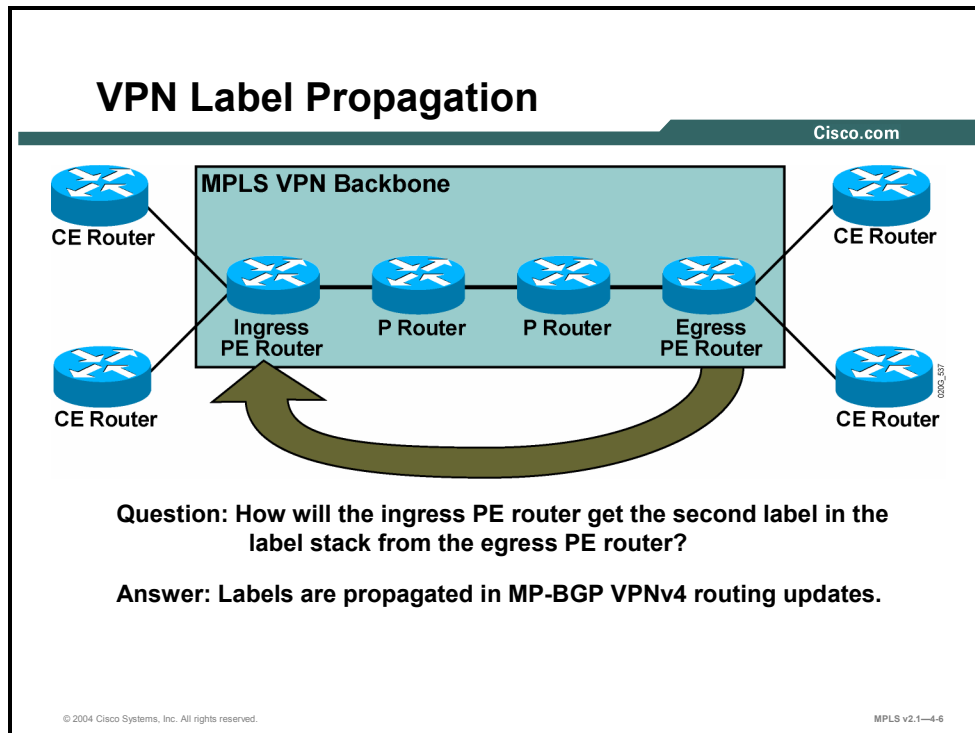 VPN Label Propagation
Cisco.com
MPLS VPN Backbone
CE Router
CE Router
Ingress
PE Router
P Router
P Router
Egress
PE Router
CE Router
CE Router
020G_537
Question: How will the ingress PE router get the second label in the
label stack from the egress PE router?
Answer: Labels are propagated in MP-BGP VPNv4 routing updates.
© 2004 Cisco Systems, Inc. All rights reserved.
MPLS v2.1—4-6